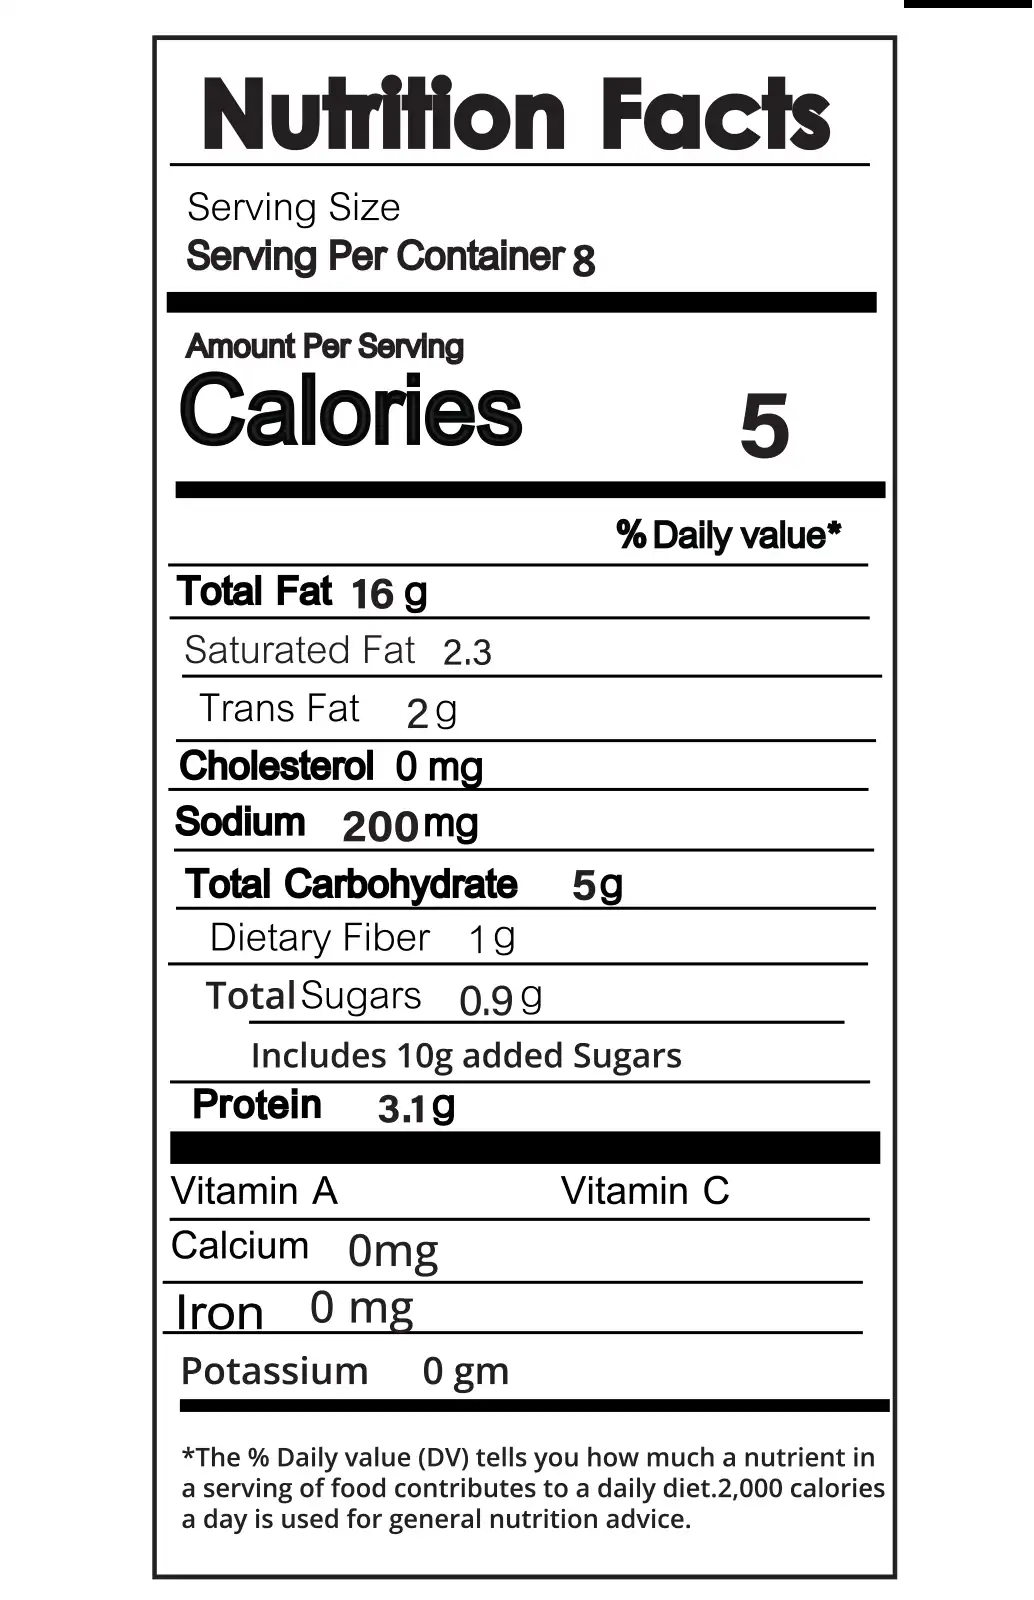 Nutrition Facts
Serving Size
Serving Per Container 8
Amount Per Serving
Calories 5
% Daily value*
Total Fat 16 g
Saturated Fat 2.3
Trans Fat 2 g
Cholesterol 0 mg
Sodium 200 mg
Total Carbohydrate 5 g
Dietary Fiber 1 g
Total Sugars 0.9 g
Includes 10g added Sugars
Protein 3.1 g
Vitamin A Vitamin C
Calcium 0mg
Iron 0 mg
Potassium 0 gm
*The % Daily value (DV) tells you how much a nutrient in
a serving of food contributes to a daily diet.2,000 calories
a day is used for general nutrition advice.